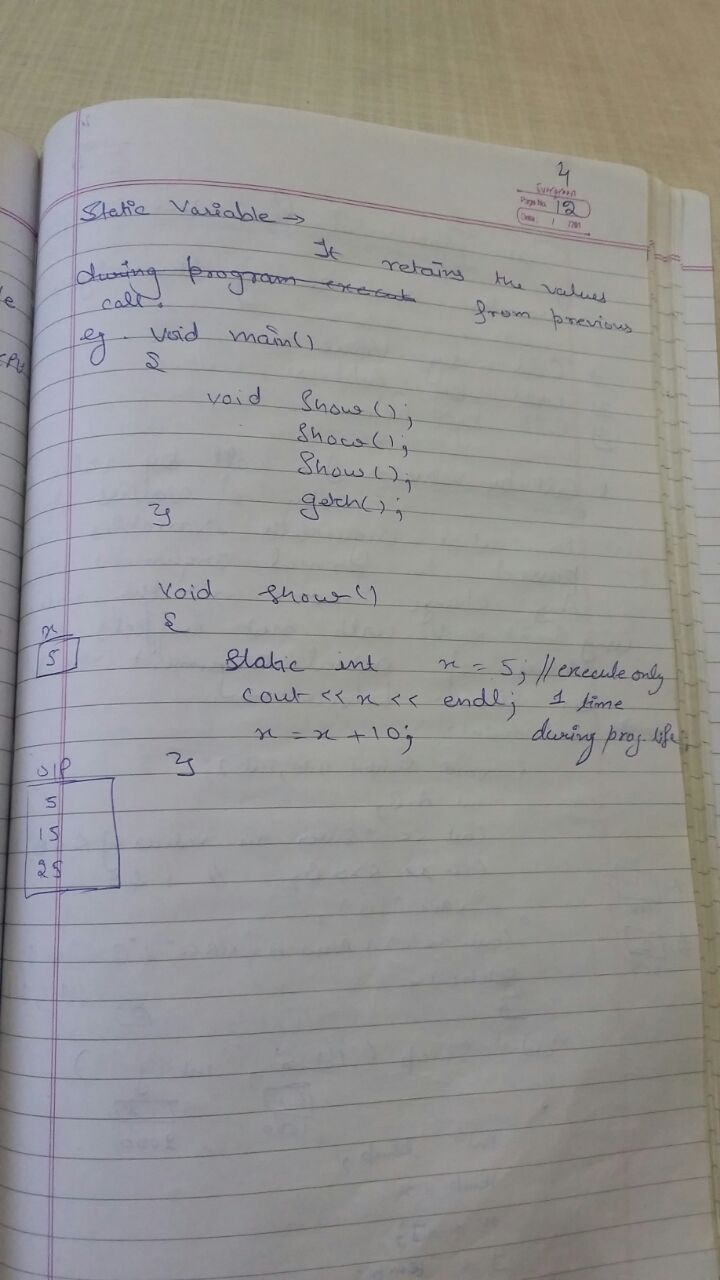 4
Evergreen
Page No. 12
Date: / /201
Static Variable →
It retains the values
during program execut from previous
call.
eg. void main()
{
void show();
show();
show();
getch();
}
void show()
{
x
5
static int x = 5; // execute only
cout << x << endl; 1 time
x = x + 10; during prog. life;
}
O/P
5
15
25